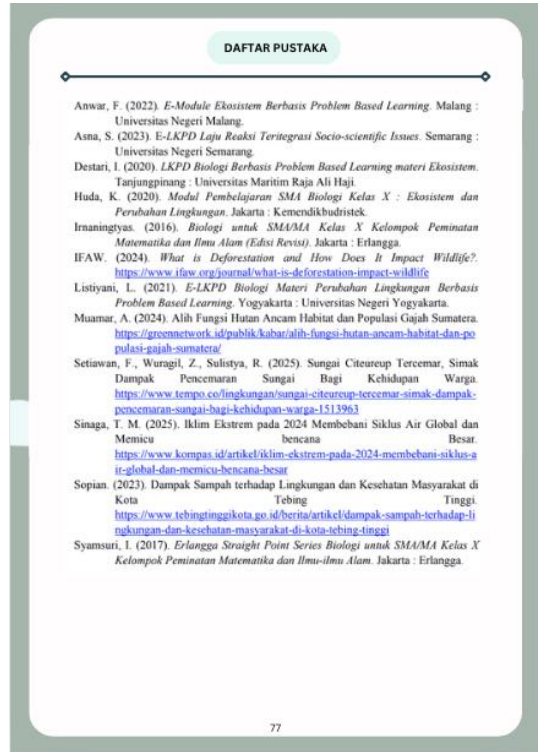 DAFTAR PUSTAKA
Anwar, F. (2022). E-Module Ekosistem Berbasis Problem Based Learning. Malang :
Universitas Negeri Malang.
Asna, S. (2023). E-LKPD Laju Reaksi Teritegrasi Socio-scientific Issues. Semarang :
Universitas Negeri Semarang.
Destari, I. (2020). LKPD Biologi Berbasis Problem Based Learning materi Ekosistem.
Tanjungpinang : Universitas Maritim Raja Ali Haji.
Huda, K. (2020). Modul Pembelajaran SMA Biologi Kelas X : Ekosistem dan
Perubahan Lingkungan. Jakarta : Kemendikbudristek.
Irnaningtyas. (2016). Biologi untuk SMA/MA Kelas X Kelompok Peminatan
Matematika dan Ilmu Alam (Edisi Revisi). Jakarta : Erlangga.
IFAW. (2024). What is Deforestation and How Does It Impact Wildlife?.
https://www.ifaw.org/journal/what-is-deforestation-impact-wildlife
Listiyani, L. (2021). E-LKPD Biologi Materi Perubahan Lingkungan Berbasis
Problem Based Learning. Yogyakarta : Universitas Negeri Yogyakarta.
Muamar, A. (2024). Alih Fungsi Hutan Ancam Habitat dan Populasi Gajah Sumatera.
https://greennetwork.id/publik/kabar/alih-fungsi-hutan-ancam-habitat-dan-po
pulasi-gajah-sumatera/
Setiawan, F., Wuragil, Z., Sulistya, R. (2025). Sungai Citeureup Tercemar, Simak
Dampak Pencemaran Sungai Bagi Kehidupan Warga.
https://www.tempo.co/lingkungan/sungai-citeureup-tercemar-simak-dampak-
pencemaran-sungai-bagi-kehidupan-warga-1513963
Sinaga, T. M. (2025). Iklim Ekstrem pada 2024 Membebani Siklus Air Global dan
Memicu bencana Besar.
https://www.kompas.id/artikel/iklim-ekstrem-pada-2024-membebani-siklus-a
ir-global-dan-memicu-bencana-besar
Sopian. (2023). Dampak Sampah terhadap Lingkungan dan Kesehatan Masyarakat di
Kota Tebing Tinggi.
https://www.tebingtinggikota.go.id/berita/artikel/dampak-sampah-terhadap-li
ngkungan-dan-kesehatan-masyarakat-di-kota-tebing-tinggi
Syamsuri, I. (2017). Erlangga Straight Point Series Biologi untuk SMA/MA Kelas X
Kelompok Peminatan Matematika dan Ilmu-ilmu Alam. Jakarta : Erlangga.
77